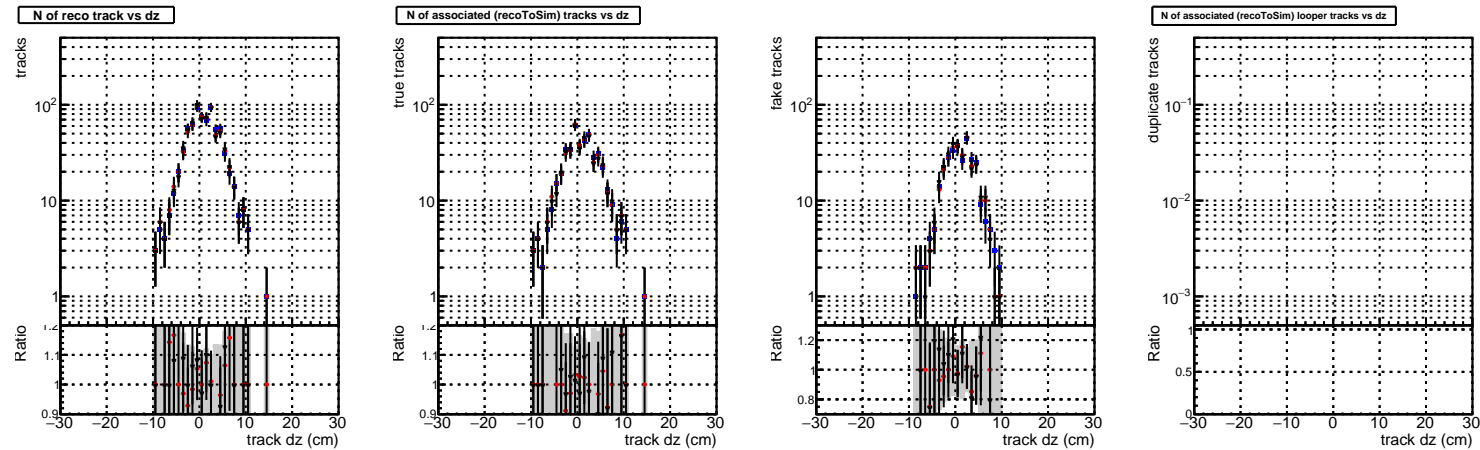 N of reco track vs dz
tracks
10²
10
1
Ratio
1.2
1.1
1
0.9
−30 −20 −10 0 10 20 30
track dz (cm)
N of associated (recoToSim) tracks vs dz
true tracks
10²
10
1
Ratio
1.2
1.1
1
0.9
−30 −20 −10 0 10 20 30
track dz (cm)
fake tracks
10²
10
1
Ratio
1.2
1
0.8
−30 −20 −10 0 10 20 30
track dz (cm)
N of associated (recoToSim) looper tracks vs dz
duplicate tracks
10⁻¹
10⁻²
10⁻³
Ratio
1
0.5
0
−30 −20 −10 0 10 20 30
track dz (cm)